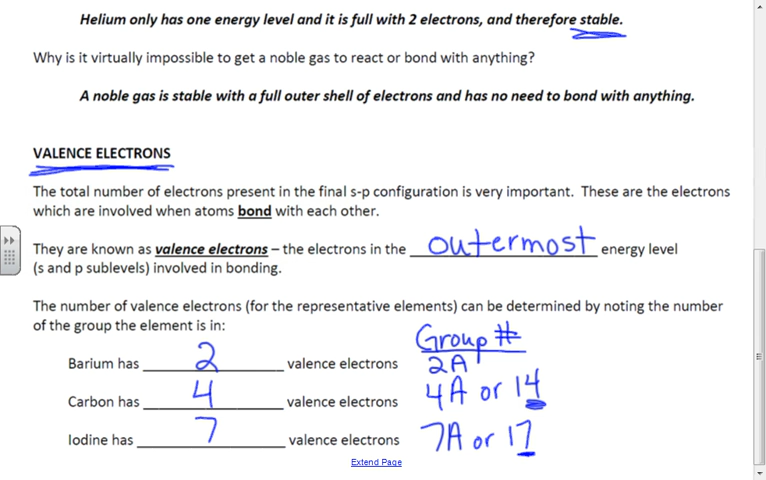 Helium only has one energy level and it is full with 2 electrons, and therefore stable.
Why is it virtually impossible to get a noble gas to react or bond with anything?
A noble gas is stable with a full outer shell of electrons and has no need to bond with anything.
VALENCE ELECTRONS
The total number of electrons present in the final s-p configuration is very important.  These are the electrons
which are involved when atoms bond with each other.
They are known as valence electrons – the electrons in the outermost energy level
(s and p sublevels) involved in bonding.
The number of valence electrons (for the representative elements) can be determined by noting the number
of the group the element is in:
Group #
Barium has 2 valence electrons 2A
Carbon has 4 valence electrons 4A or 14
Iodine has 7 valence electrons 7A or 17
Extend Page